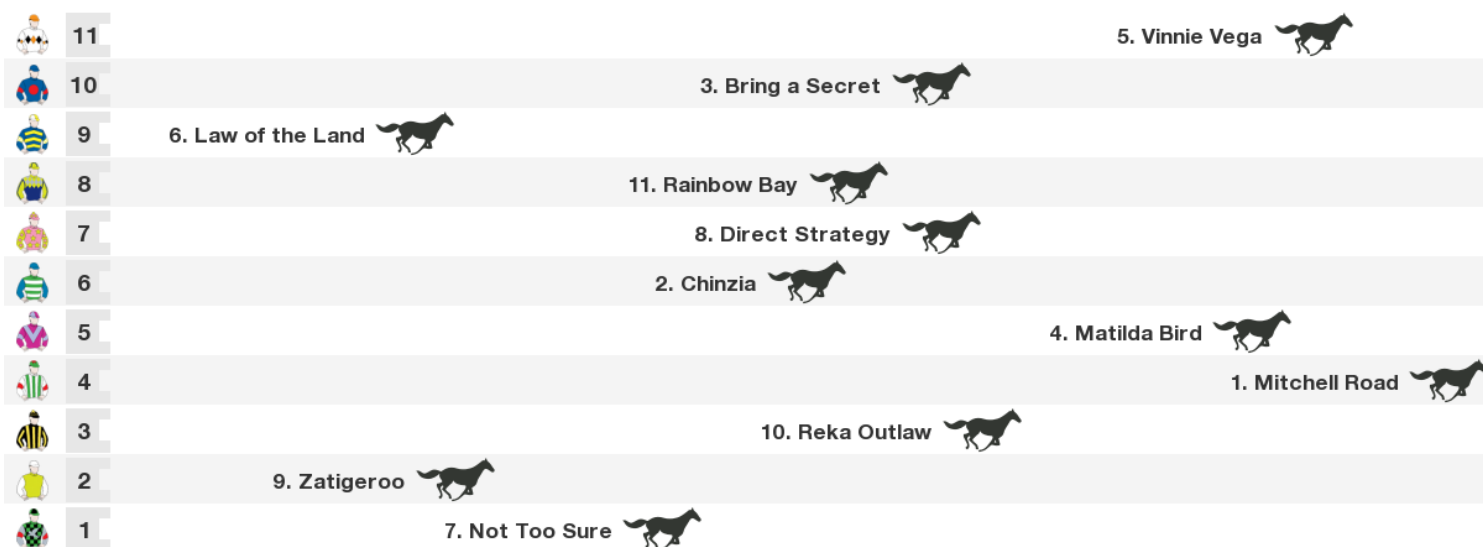 11 5. Vinnie Vega
10 3. Bring a Secret
9 6. Law of the Land
8 11. Rainbow Bay
7 8. Direct Strategy
6 2. Chinzia
5 4. Matilda Bird
4 1. Mitchell Road
3 10. Reka Outlaw
2 9. Zatigeroo
1 7. Not Too Sure